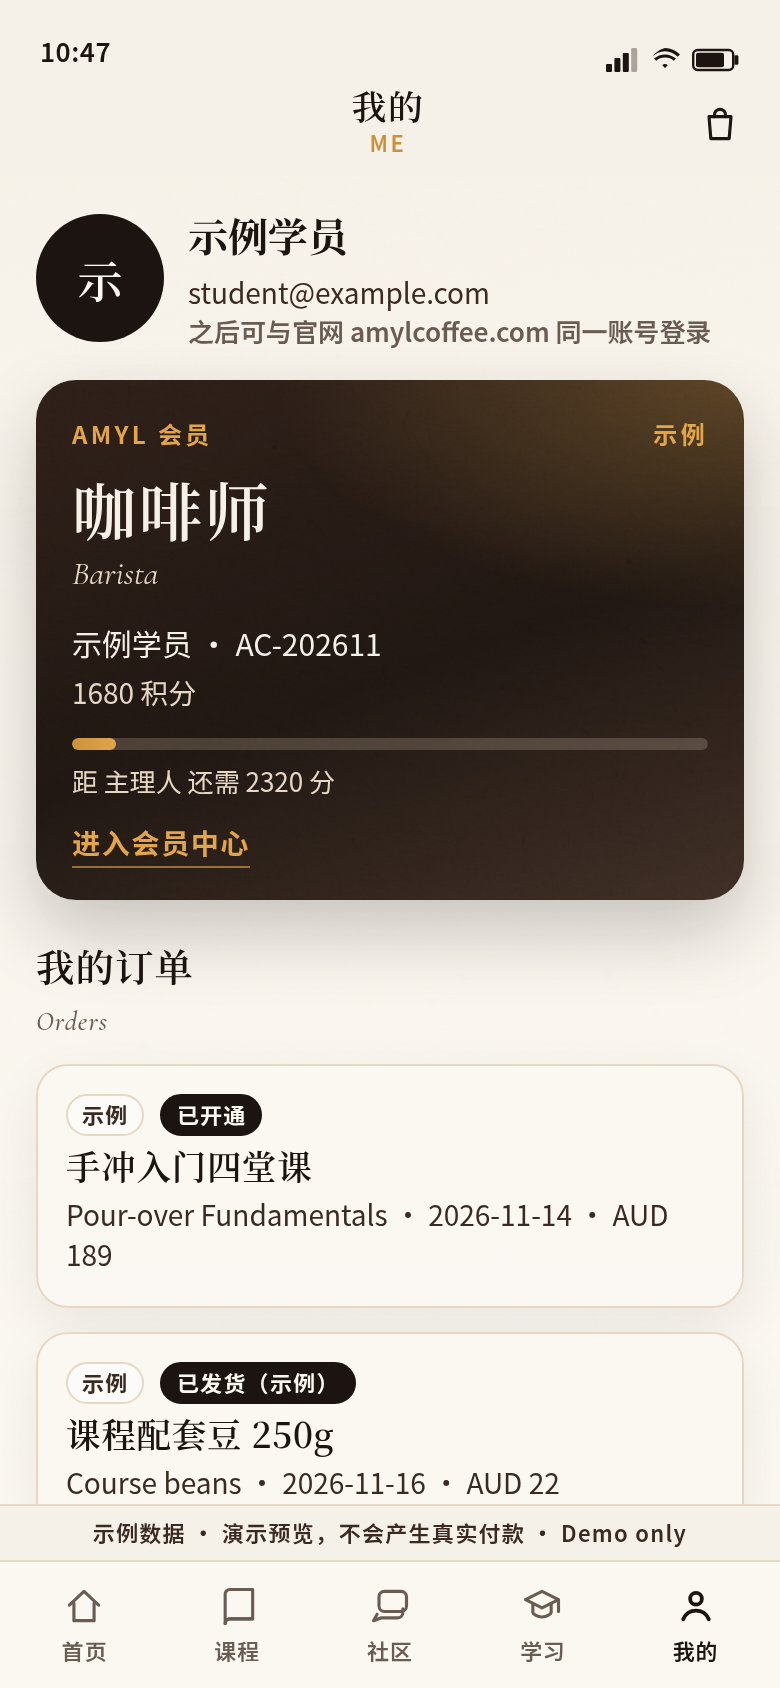 10:47
我的
ME
示
示例学员
student@example.com
之后可与官网 amylcoffee.com 同一账号登录
AMYL 会员
示例
咖啡师
Barista
示例学员 · AC-202611
1680 积分
距 主理人 还需 2320 分
进入会员中心
我的订单
Orders
示例 已开通
手冲入门四堂课
Pour-over Fundamentals · 2026-11-14 · AUD
189
示例 已发货（示例）
课程配套豆 250g
Course beans · 2026-11-16 · AUD 22
示例数据 · 演示预览，不会产生真实付款 · Demo only
首页 课程 社区 学习 我的